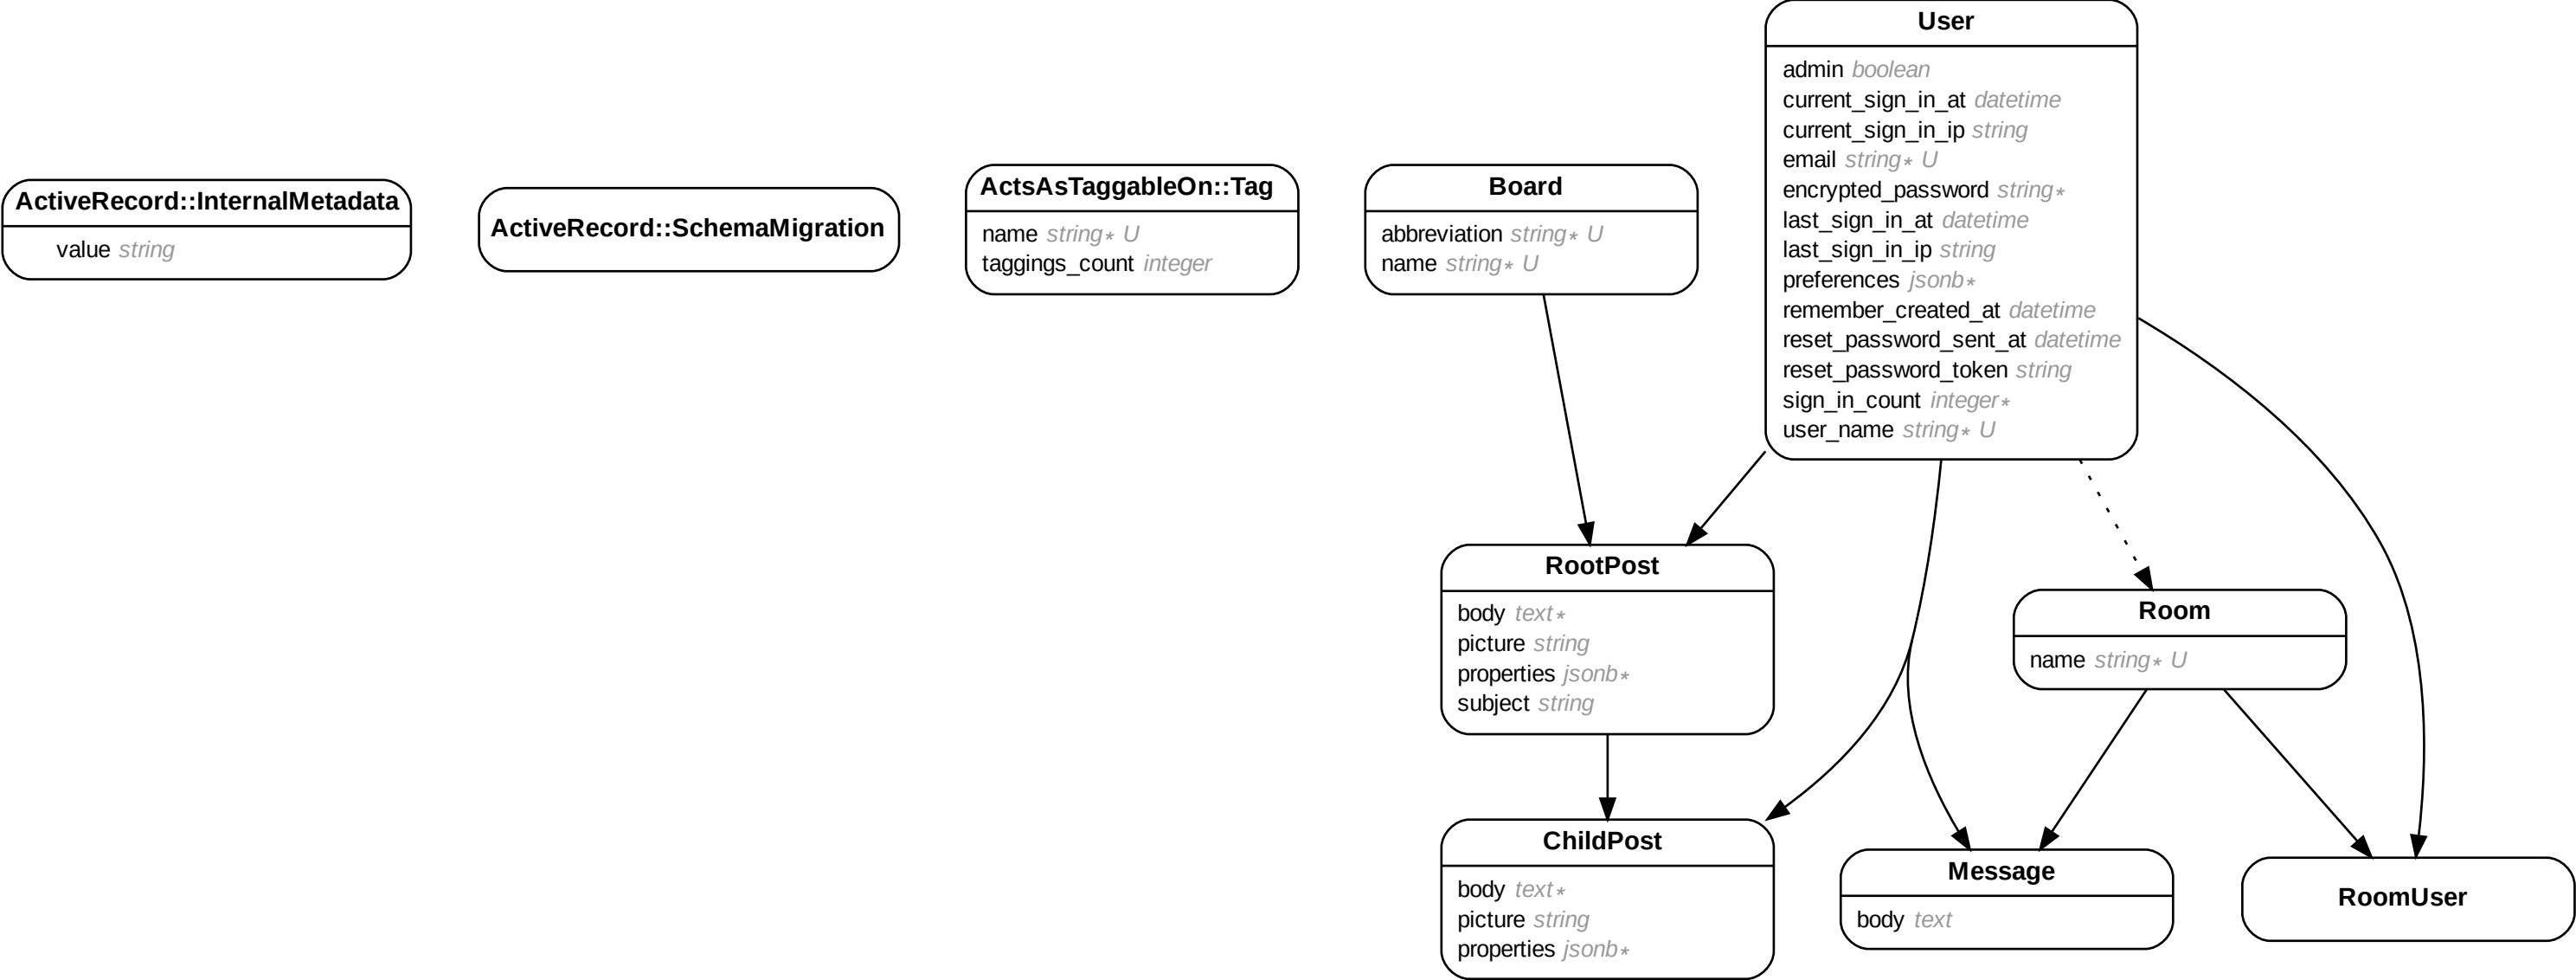 ActiveRecord::InternalMetadata
value string
ActiveRecord::SchemaMigration
ActsAsTaggableOn::Tag
name string∗ U
taggings_count integer
Board
abbreviation string∗ U
name string∗ U
User
admin boolean
current_sign_in_at datetime
current_sign_in_ip string
email string∗ U
encrypted_password string∗
last_sign_in_at datetime
last_sign_in_ip string
preferences jsonb∗
remember_created_at datetime
reset_password_sent_at datetime
reset_password_token string
sign_in_count integer∗
user_name string∗ U
RootPost
body text∗
picture string
properties jsonb∗
subject string
Room
name string∗ U
ChildPost
body text∗
picture string
properties jsonb∗
Message
body text
RoomUser